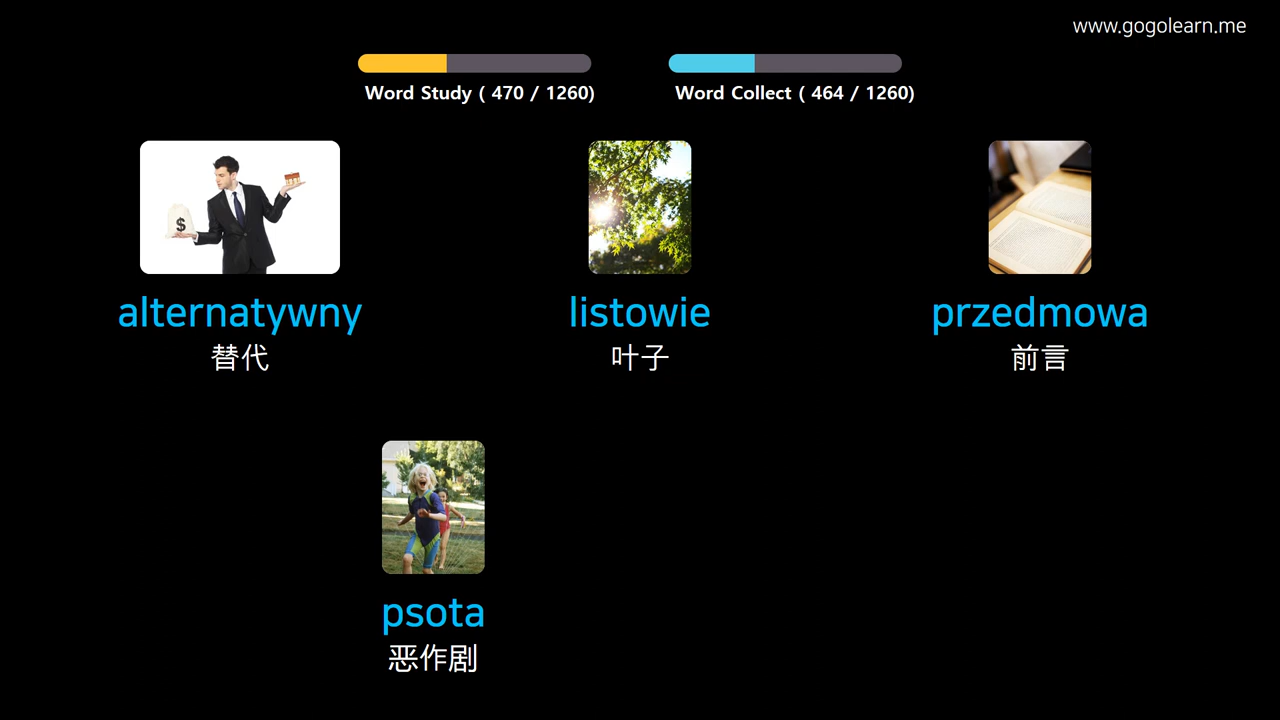 www.gogolearn.me
Word Study ( 470 / 1260)
Word Collect ( 464 / 1260)
$
alternatywny
替代
listowie
叶子
przedmowa
前言
psota
恶作剧